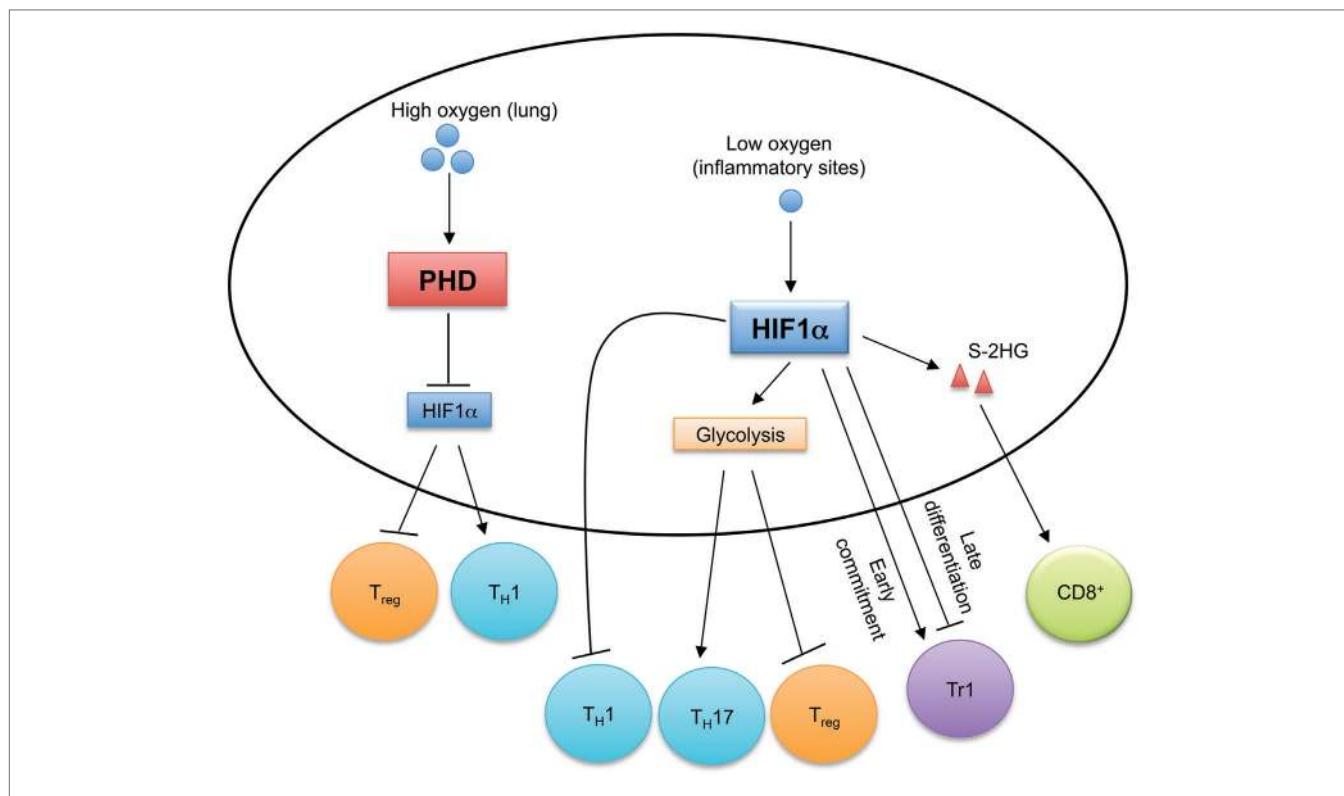 High oxygen (lung)
PHD
HIF1α
Treg
TH1
Low oxygen
(inflammatory sites)
HIF1α
S-2HG
Glycolysis
Early
commitment
Late
differentiation
TH1
TH17
Treg
Tr1
CD8+